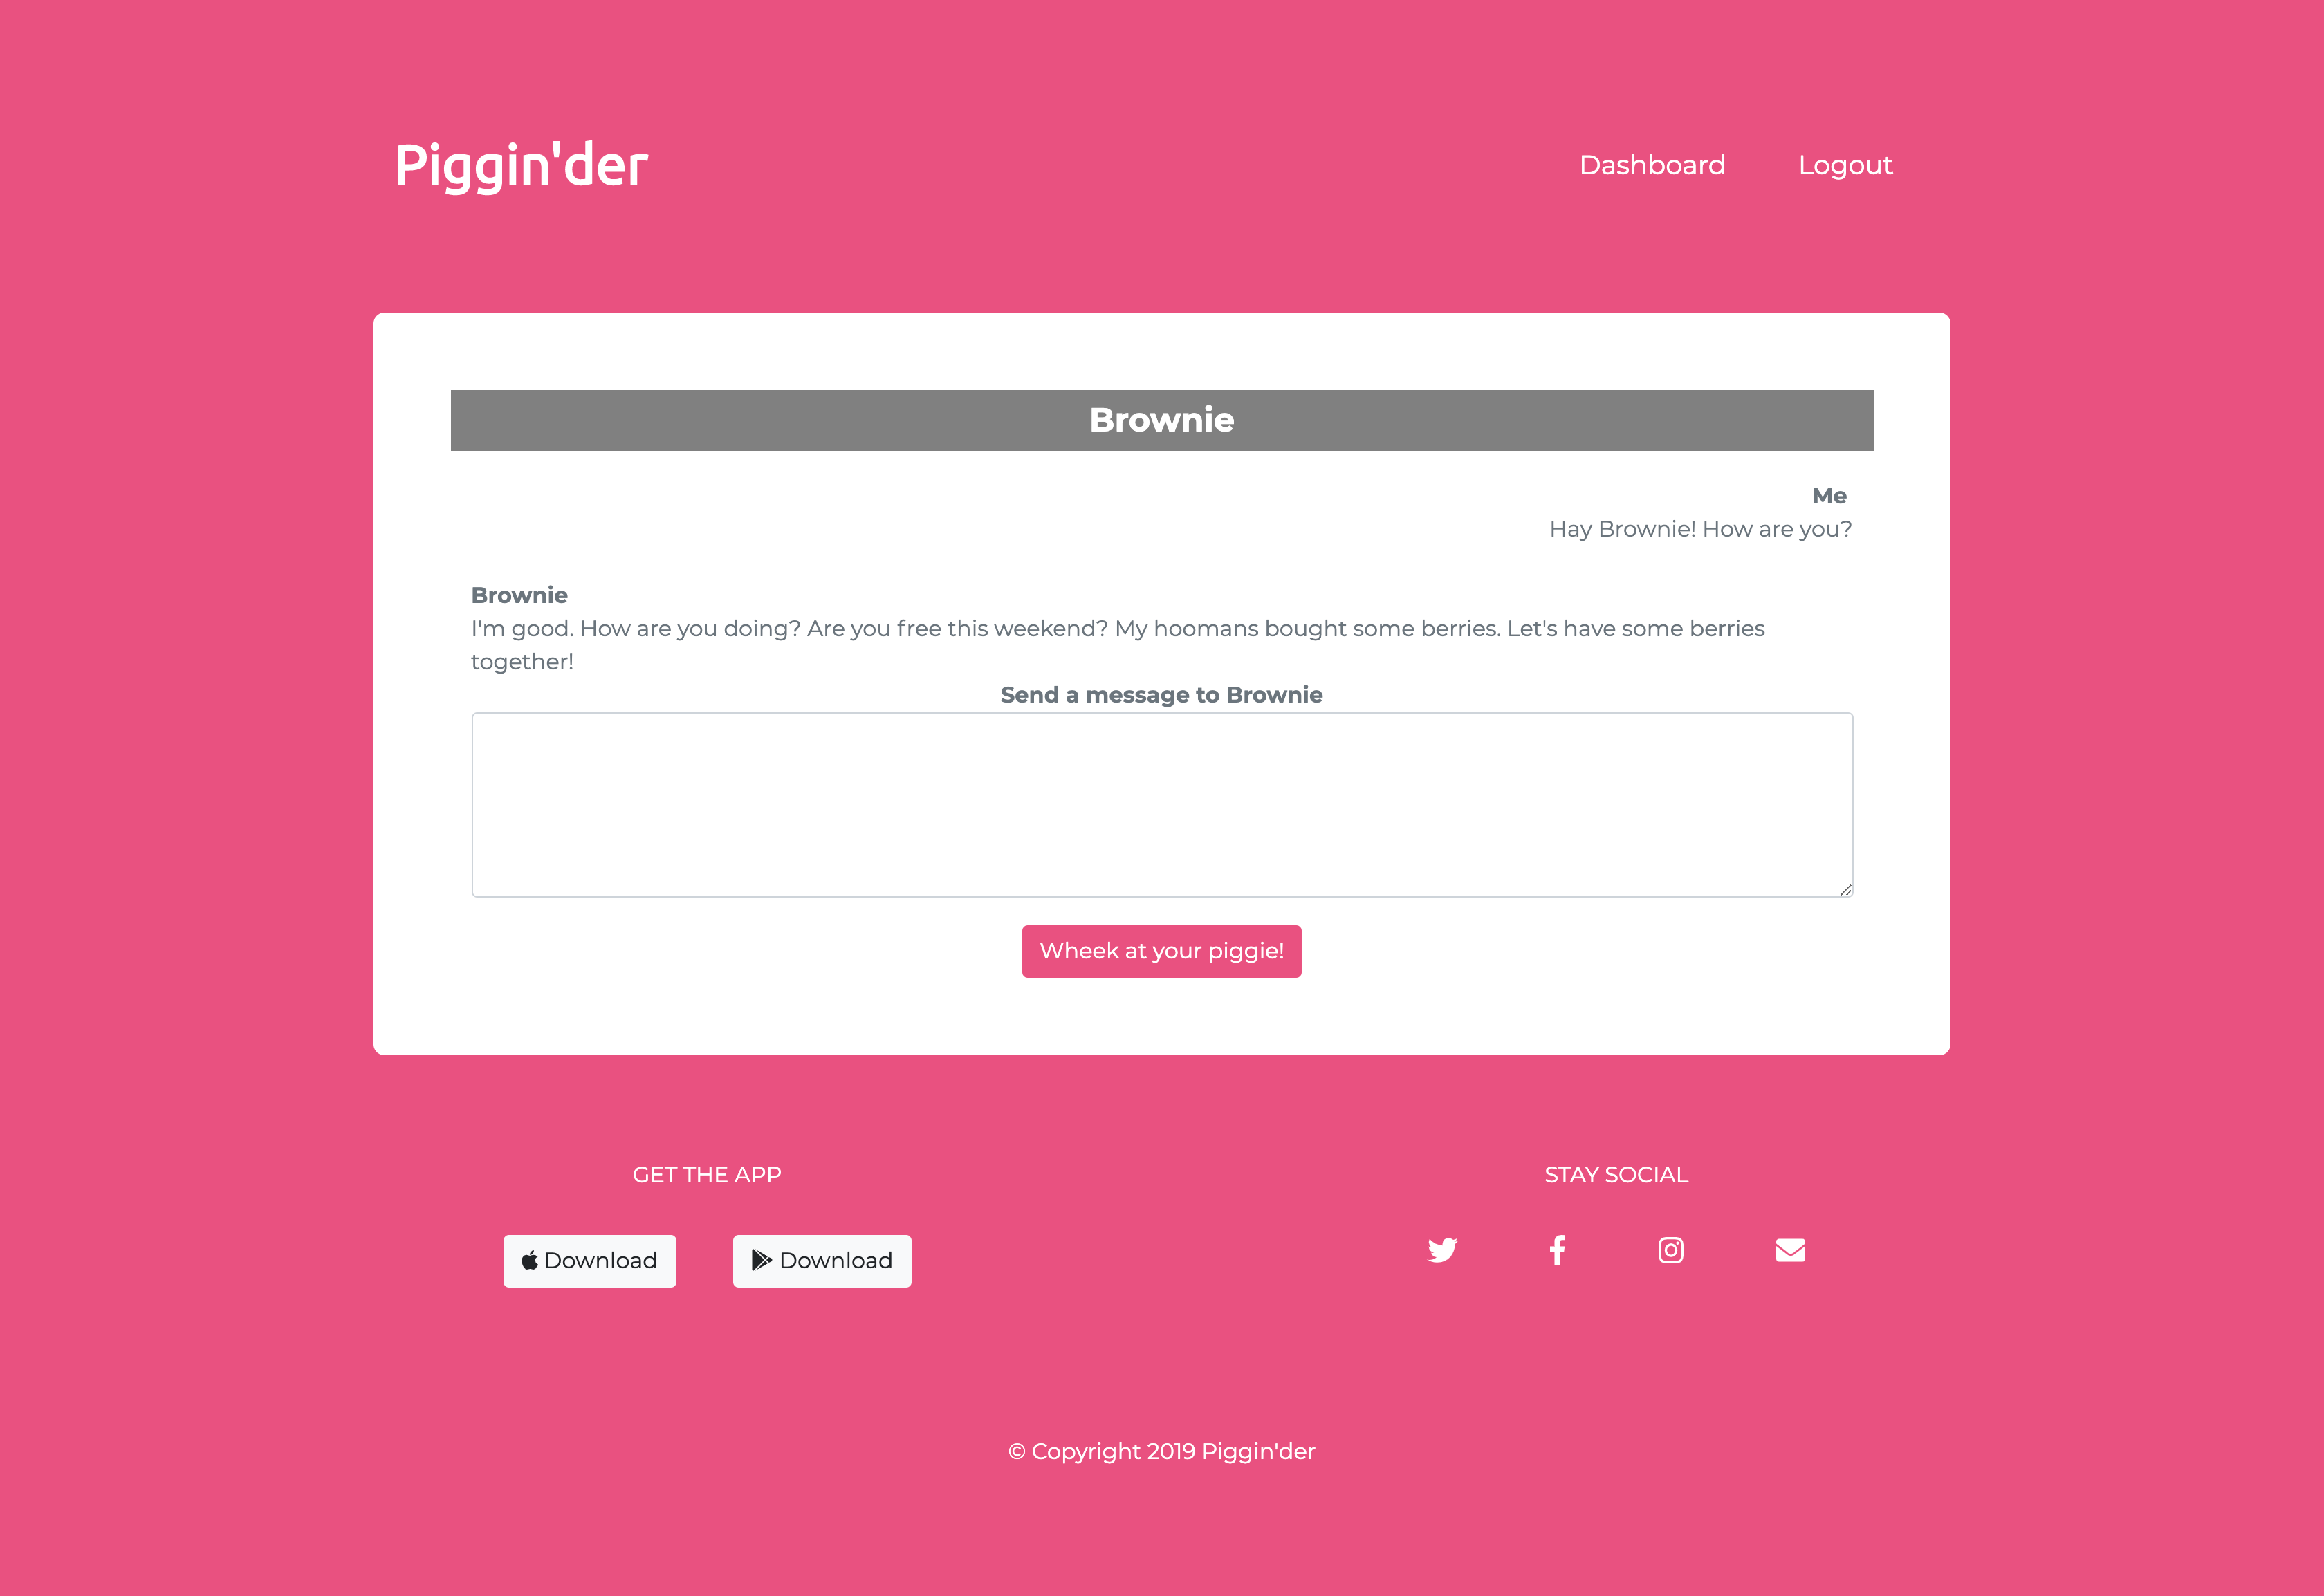 Piggin'der
Dashboard
Logout
Brownie
Me
Hay Brownie! How are you?
Brownie
I'm good. How are you doing? Are you free this weekend? My hoomans bought some berries. Let's have some berries
together!
Send a message to Brownie
Wheek at your piggie!
GET THE APP
Download
Download
STAY SOCIAL
© Copyright 2019 Piggin'der